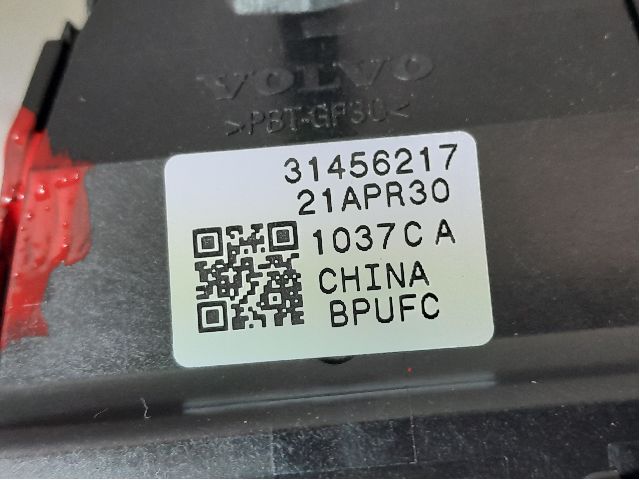 VOLVO
>PBT-GF30<
31456217
21APR30
1037C A
CHINA
BPUFC